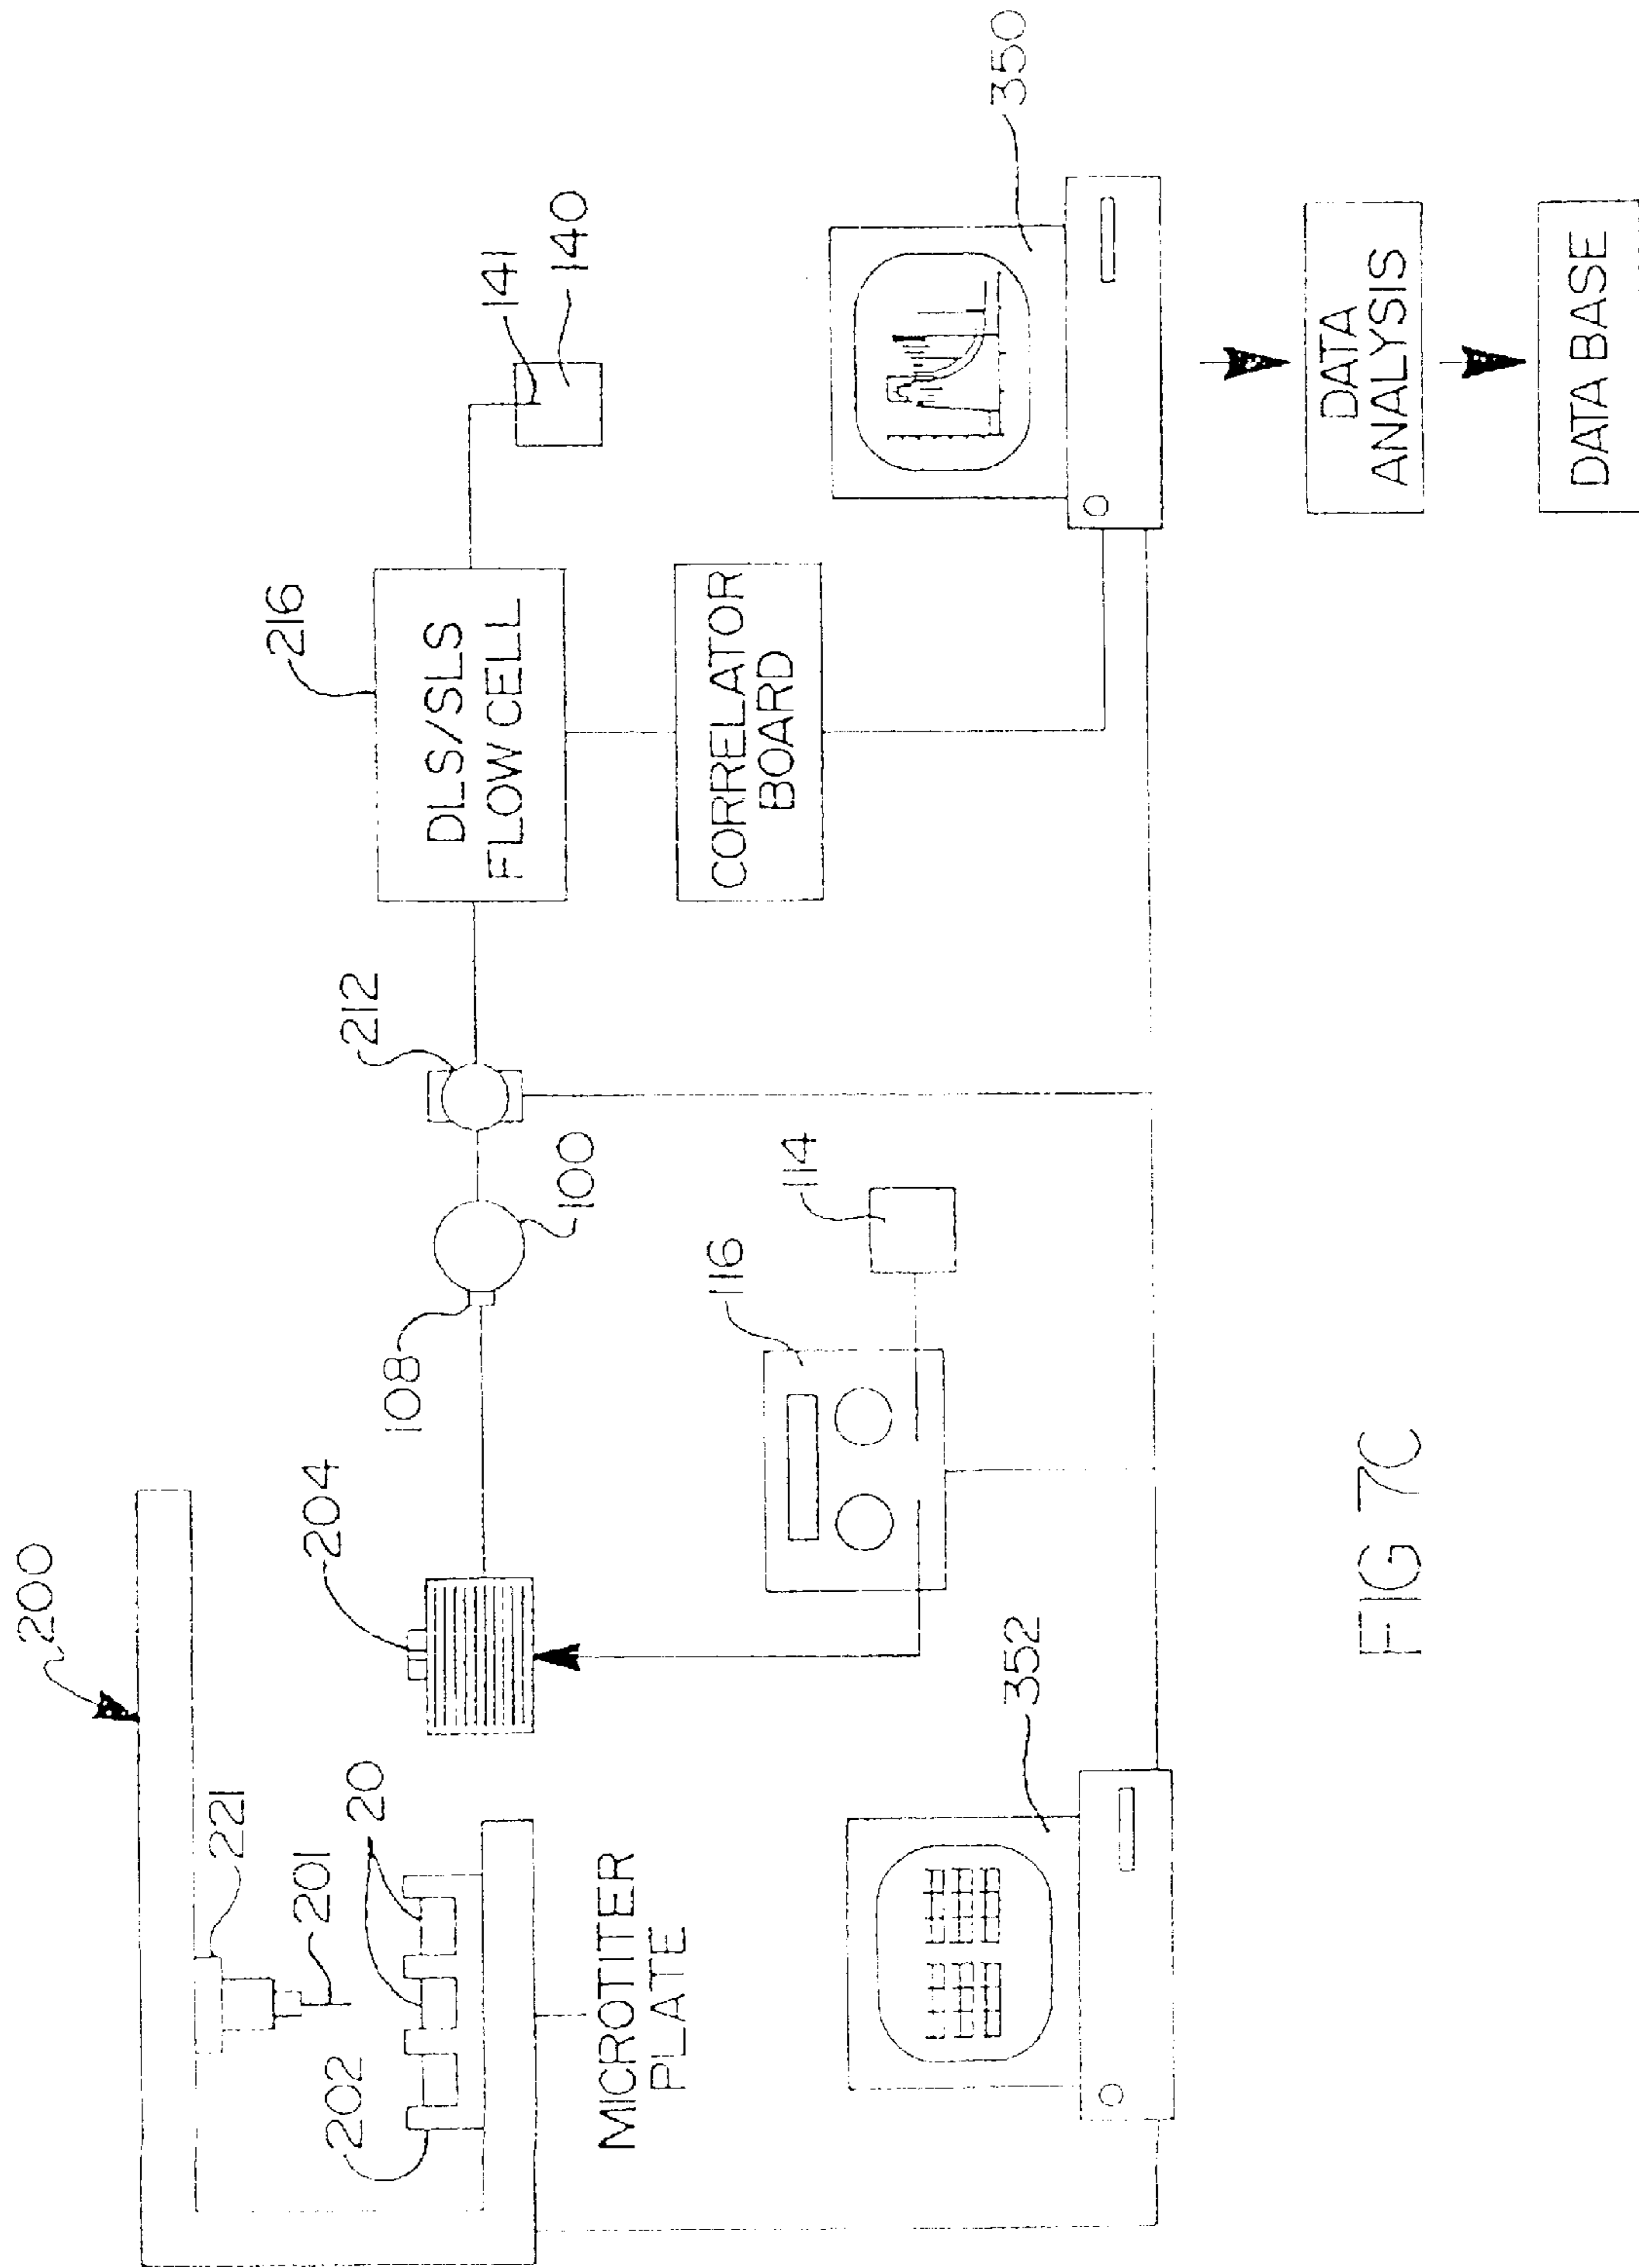 200
221
201
20
202
MICROTITER
PLATE
204
108
100
212
216
DLS/SLS
FLOW CELL
141
140
CORRELATOR
BOARD
116
114
352
350
DATA
ANALYSIS
DATA BASE
FIG 7C